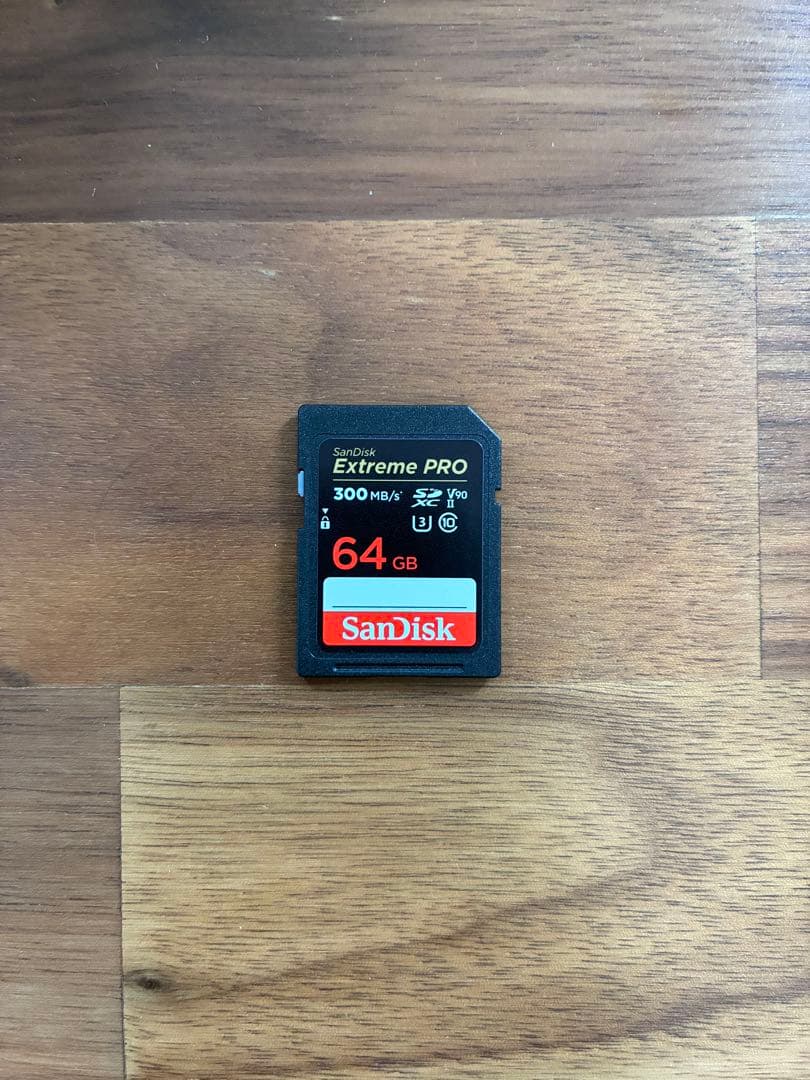 SanDisk
Extreme PRO
300 MB/s* SD XC V90 II
3 10
64 GB
SanDisk